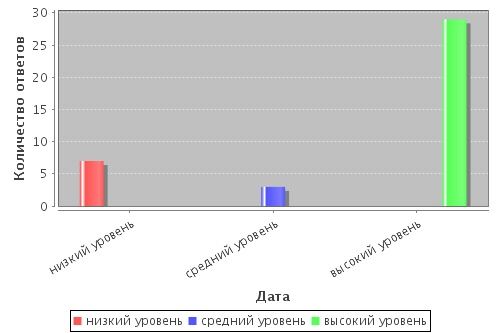 30
25
20
15
10
5
0
Количество ответов
низкий уровень
средний уровень
высокий уровень
Дата
низкий уровень средний уровень высокий уровень